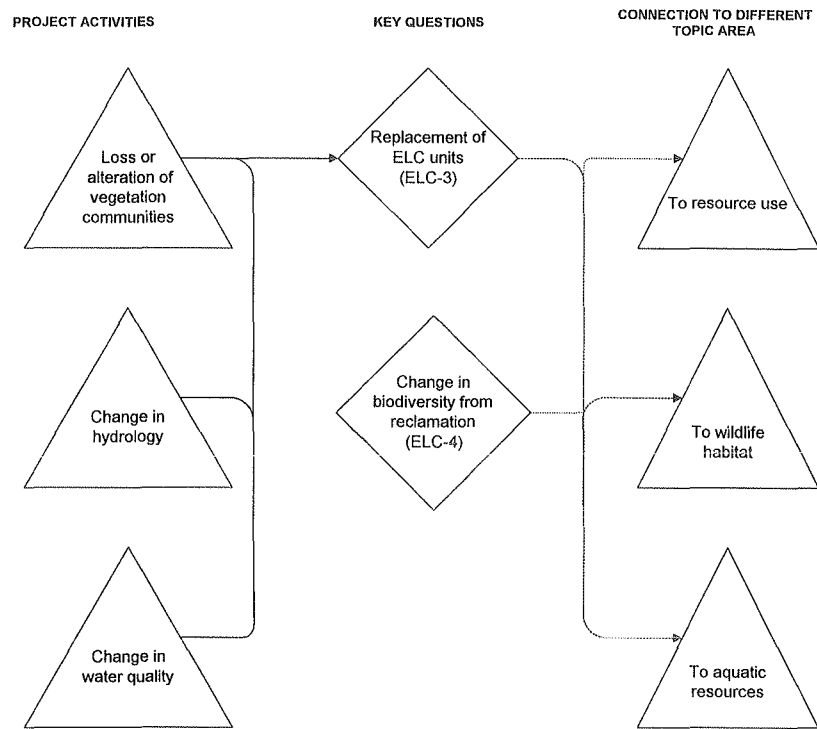 PROJECT ACTIVITIES
KEY QUESTIONS
CONNECTION TO DIFFERENT
TOPIC AREA
Loss or
alteration of
vegetation
communities
Replacement of
ELC units
(ELC-3)
To resource use
Change in
hydrology
Change in
biodiversity from
reclamation
(ELC-4)
To wildlife
habitat
Change in
water quality
To aquatic
resources